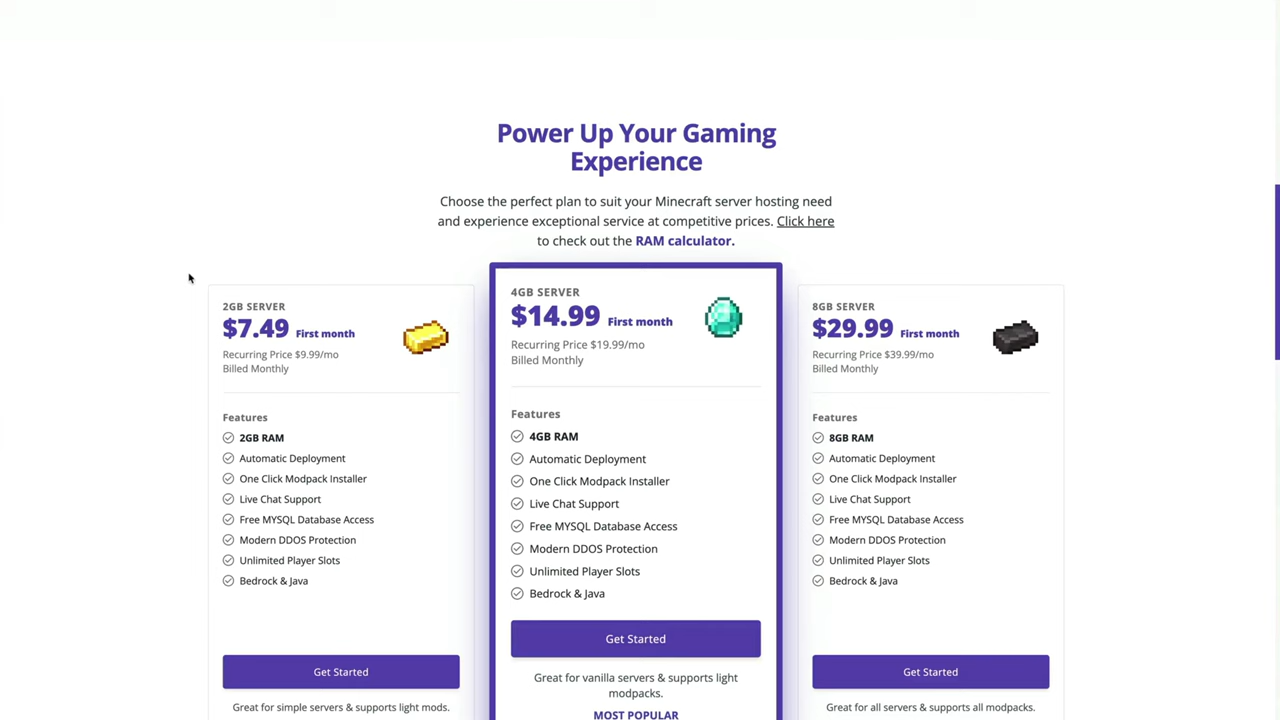 Power Up Your Gaming
Experience
Choose the perfect plan to suit your Minecraft server hosting need
and experience exceptional service at competitive prices. Click here
to check out the RAM calculator.
2GB SERVER
$7.49 First month
Recurring Price $9.99/mo
Billed Monthly
Features
2GB RAM
Automatic Deployment
One Click Modpack Installer
Live Chat Support
Free MYSQL Database Access
Modern DDOS Protection
Unlimited Player Slots
Bedrock & Java
Get Started
Great for simple servers & supports light mods.
4GB SERVER
$14.99 First month
Recurring Price $19.99/mo
Billed Monthly
Features
4GB RAM
Automatic Deployment
One Click Modpack Installer
Live Chat Support
Free MYSQL Database Access
Modern DDOS Protection
Unlimited Player Slots
Bedrock & Java
Get Started
Great for vanilla servers & supports light
modpacks.
MOST POPULAR
8GB SERVER
$29.99 First month
Recurring Price $39.99/mo
Billed Monthly
Features
8GB RAM
Automatic Deployment
One Click Modpack Installer
Live Chat Support
Free MYSQL Database Access
Modern DDOS Protection
Unlimited Player Slots
Bedrock & Java
Get Started
Great for all servers & supports all modpacks.